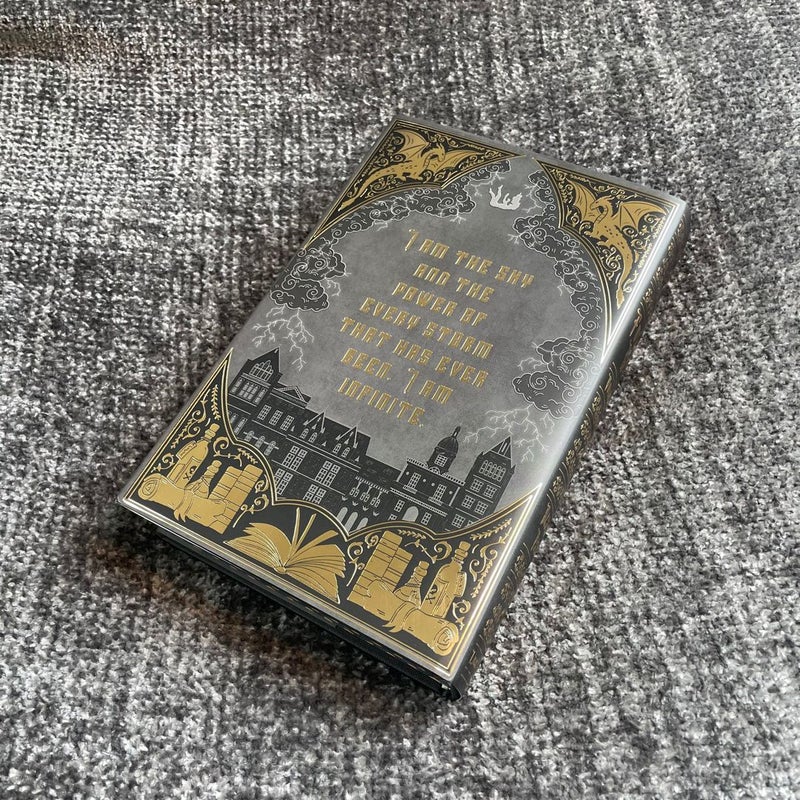 I AM THE SKY
AND THE
POWER OF
EVERY STORM
THAT HAS EVER
BEEN. I AM
INFINITE.